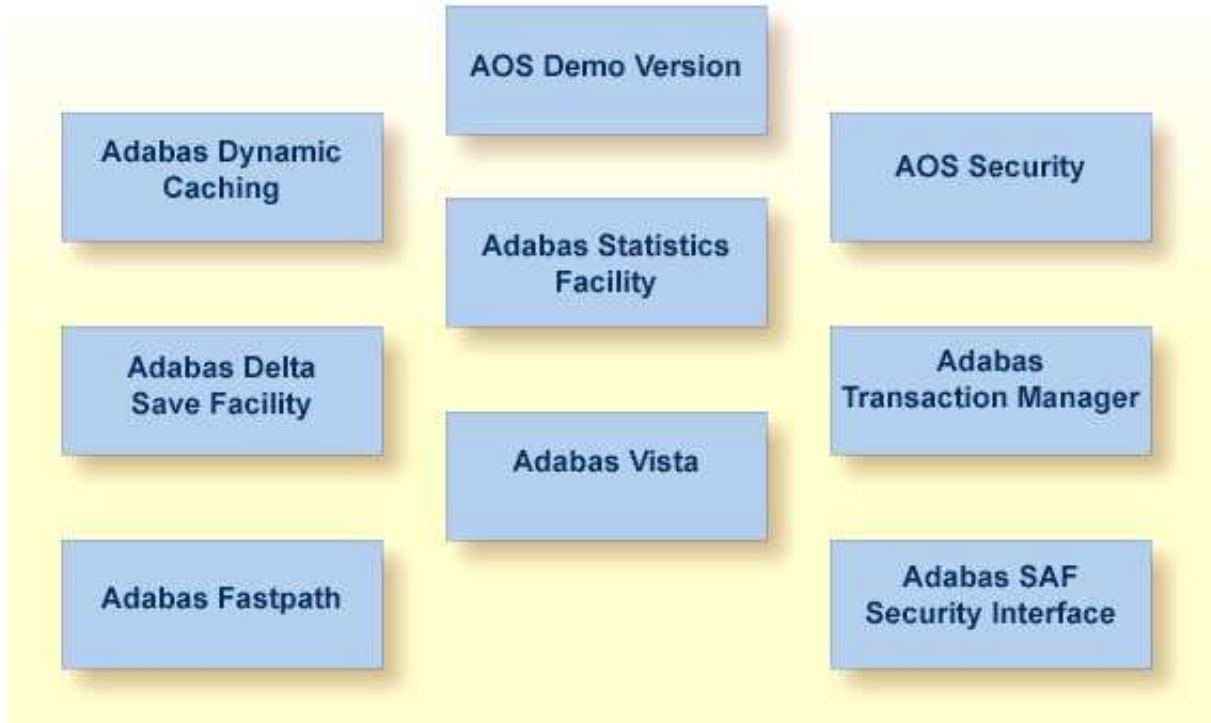 AOS Demo Version
Adabas Dynamic
Caching
AOS Security
Adabas Statistics
Facility
Adabas Delta
Save Facility
Adabas
Transaction Manager
Adabas Vista
Adabas Fastpath
Adabas SAF
Security Interface